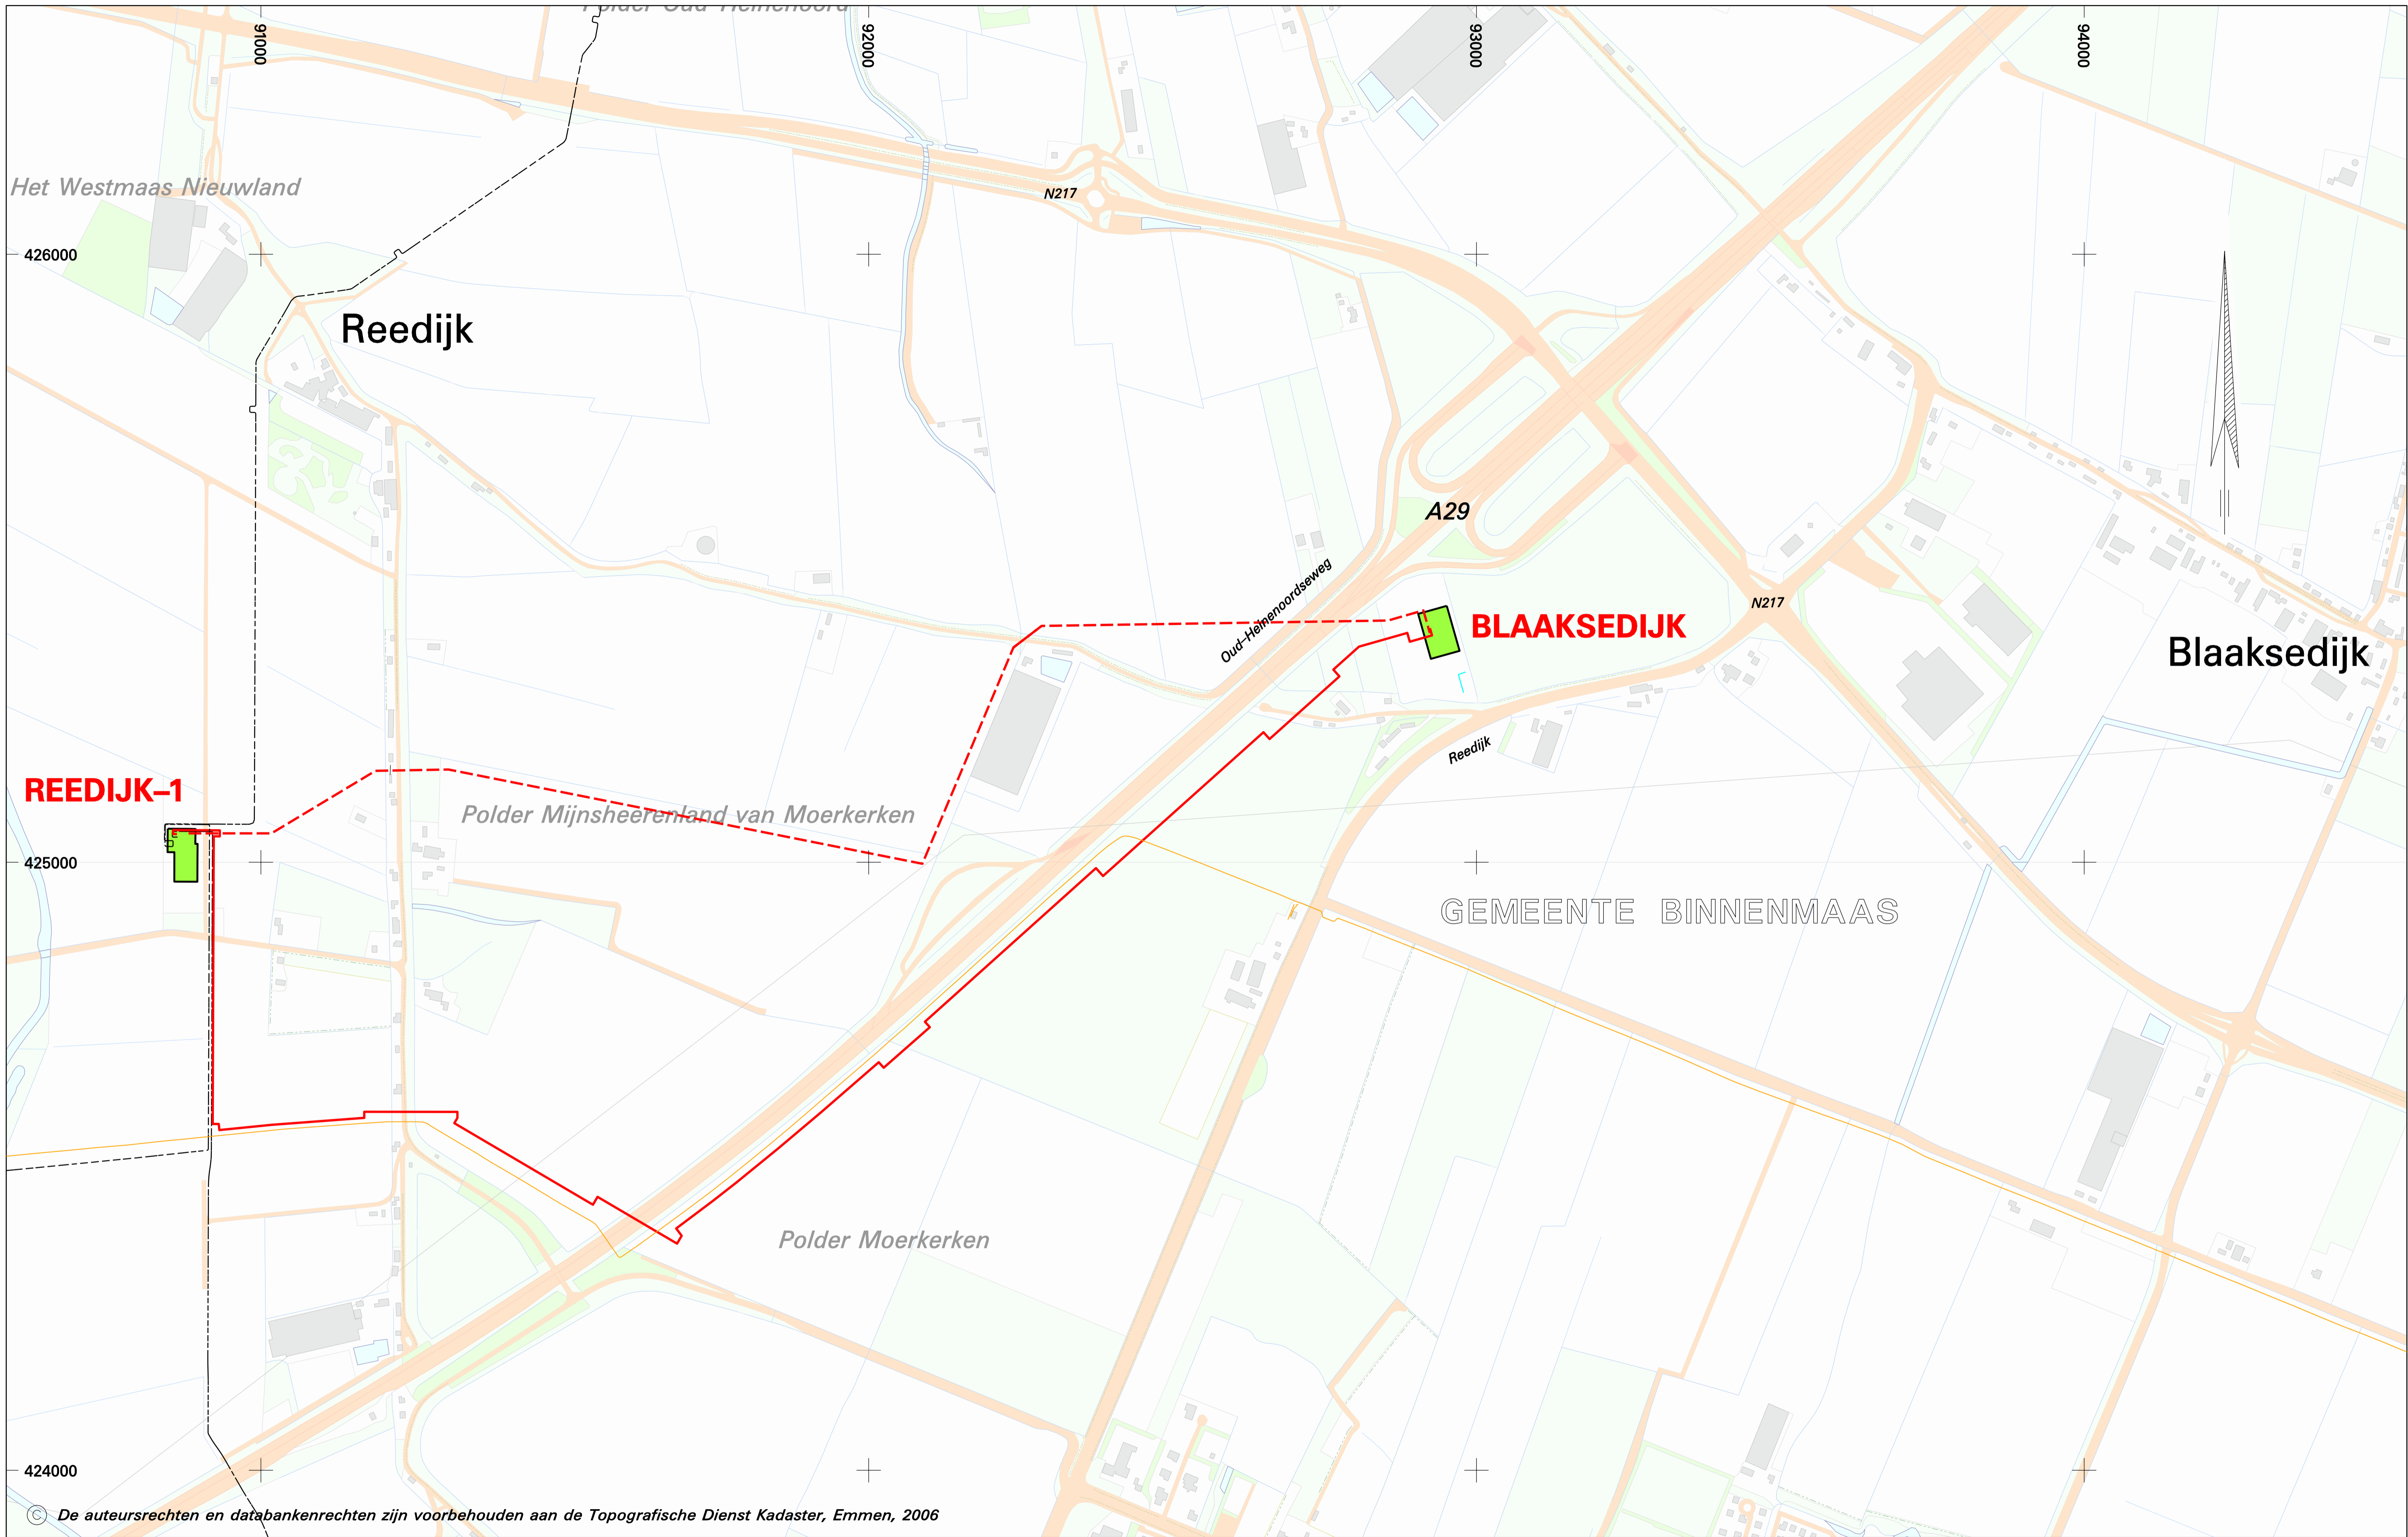 Polder Oud-Heinenoord
91000
92000
93000
94000
Het Westmaas Nieuwland
N217
426000
Reedijk
A29
Oud-Heinenoordseweg
N217
BLAAKSEDIJK
Blaaksedijk
Reedijk
REEDIJK-1
Polder Mijnsheerenland van Moerkerken
425000
GEMEENTE BINNENMAAS
Polder Moerkerken
424000
© De auteursrechten en databankenrechten zijn voorbehouden aan de Topografische Dienst Kadaster, Emmen, 2006